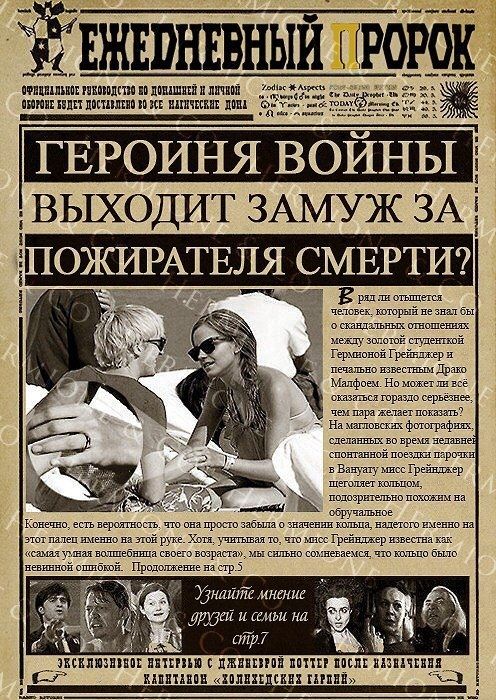 ЕЖЕДНЕВНЫЙ ПРОРОК
ОФИЦИАЛЬНОЕ РУКОВОДСТВО ПО ДОМАШНЕЙ И ЛИЧНОЙ
ОБОРОНЕ БУДЕТ ДОСТАВЛЕНО ВО ВСЕ МАГИЧЕСКИЕ ДОМА
Zodiac Aspects
TODAY
ГЕРОИНЯ ВОЙНЫ
ВЫХОДИТ ЗАМУЖ ЗА
ПОЖИРАТЕЛЯ СМЕРТИ?
Вряд ли отыщется
человек, который не знал бы
о скандальных отношениях
между золотой студенткой
Гермионой Грейнджер и
печально известным Драко
Малфоем. Но может ли всё
оказаться гораздо серьёзнее,
чем пара желает показать?
На магловских фотографиях,
сделанных во время недавней
спонтанной поездки парочки
в Вануату мисс Грейнджер
щеголяет кольцом,
подозрительно похожим на
обручальное
Конечно, есть вероятность, что она просто забыла о значении кольца, надетого именно на
этот палец именно на этой руке. Хотя, учитывая то, что мисс Грейнджер известна как
«самая умная волшебница своего возраста», мы сильно сомневаемся, что кольцо было
невинной ошибкой. Продолжение на стр.5
Узнайте мнение
друзей и семьи на
стр.7
ЭКСКЛЮЗИВНОЕ ИНТЕРВЬЮ С ДЖИНЕВРОЙ ПОТТЕР ПОСЛЕ НАЗНАЧЕНИЯ
КАПИТАНОМ «ХОЛИХЕДСКИХ ГАРПИЙ»